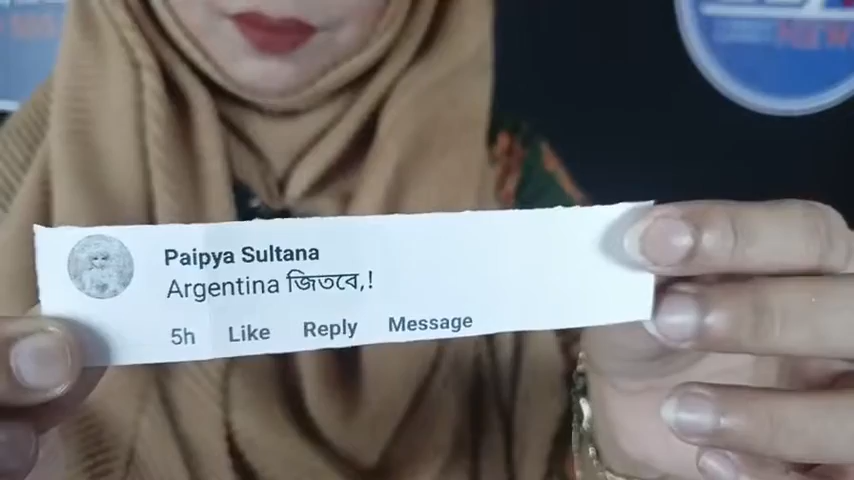 Paipya Sultana
Argentina জিতবে,!
5h Like Reply Message